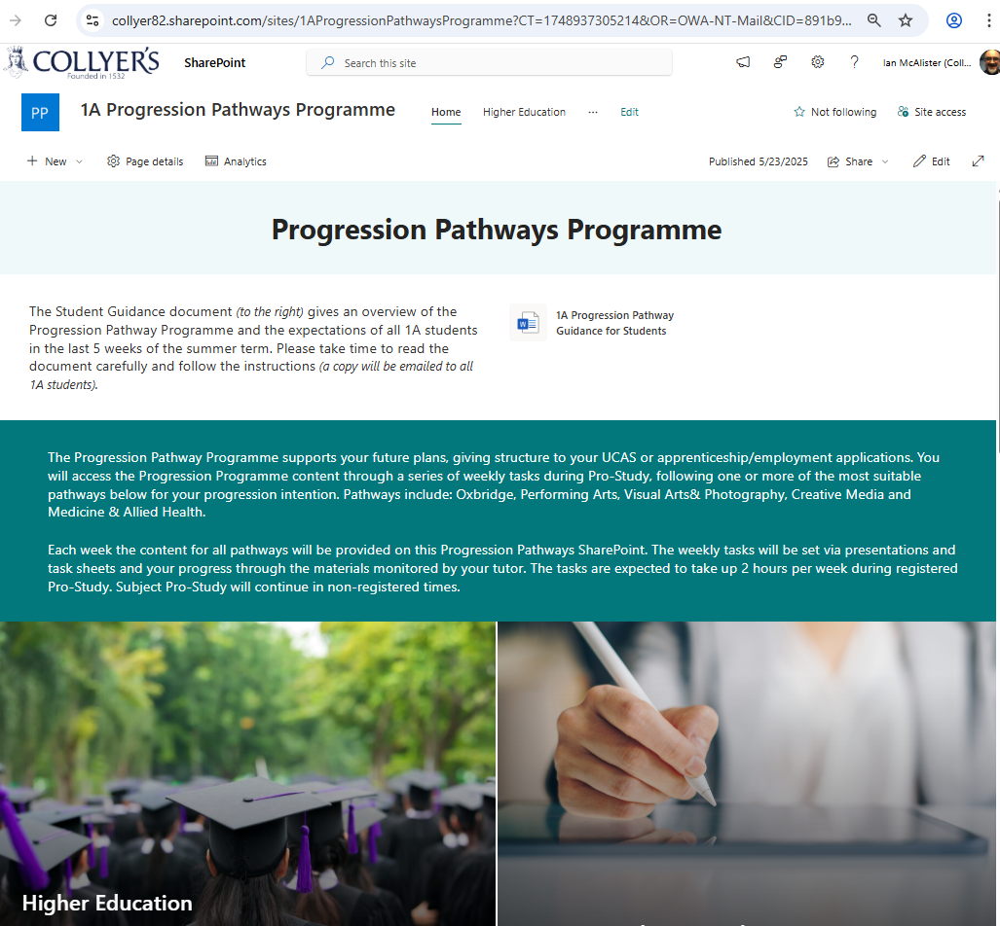 collyer82.sharepoint.com/sites/1AProgressionPathwaysProgramme?CT=1748937305214&OR=OWA-NT-Mail&CID=891b9...
COLLYER'S
Founded in 1532
SharePoint
Search this site
Ian McAlister (Coll...
PP
1A Progression Pathways Programme
Home
Higher Education
...
Edit
Not following
Site access
New
Page details
Analytics
Published 5/23/2025
Share
Edit
Progression Pathways Programme
The Student Guidance document (to the right) gives an overview of the
Progression Pathway Programme and the expectations of all 1A students
in the last 5 weeks of the summer term. Please take time to read the
document carefully and follow the instructions (a copy will be emailed to all
1A students).
1A Progression Pathway
Guidance for Students
The Progression Pathway Programme supports your future plans, giving structure to your UCAS or apprenticeship/employment applications. You
will access the Progression Programme content through a series of weekly tasks during Pro-Study, following one or more of the most suitable
pathways below for your progression intention. Pathways include: Oxbridge, Performing Arts, Visual Arts& Photography, Creative Media and
Medicine & Allied Health.
Each week the content for all pathways will be provided on this Progression Pathways SharePoint. The weekly tasks will be set via presentations and
task sheets and your progress through the materials monitored by your tutor. The tasks are expected to take up 2 hours per week during registered
Pro-Study. Subject Pro-Study will continue in non-registered times.
Higher Education